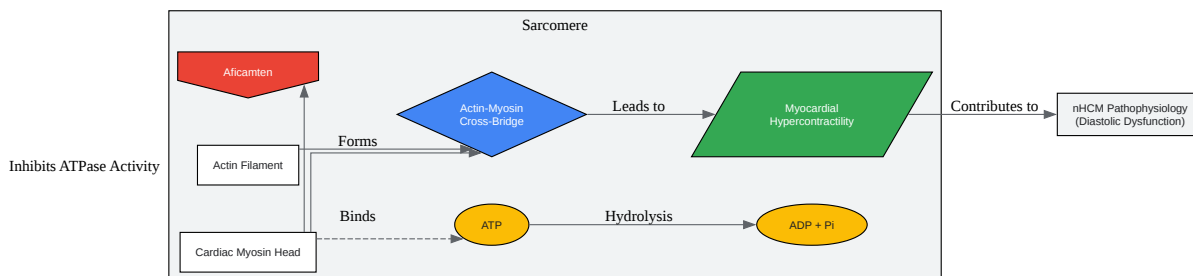 Sarcomere
Aficamten
Actin-Myosin
Cross-Bridge
Leads to
Myocardial
Hypercontractility
Contributes to
nHCM Pathophysiology
(Diastolic Dysfunction)
Forms
Actin Filament
Inhibits ATPase Activity
Binds
ATP
Hydrolysis
ADP + Pi
Cardiac Myosin Head